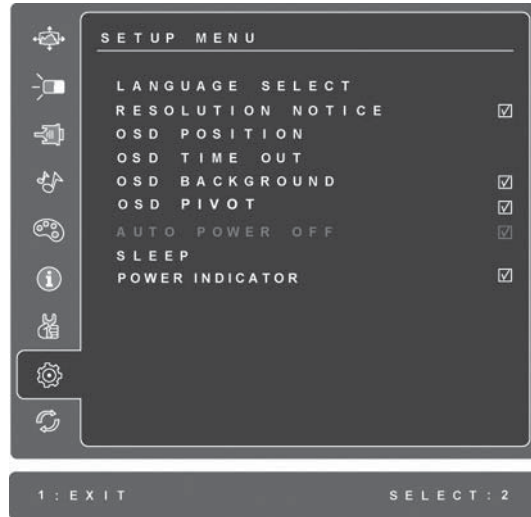 SETUP MENU
LANGUAGE SELECT
RESOLUTION NOTICE
OSD POSITION
OSD TIME OUT
OSD BACKGROUND
OSD PIVOT
AUTO POWER OFF
SLEEP
POWER INDICATOR
1:EXIT SELECT:2